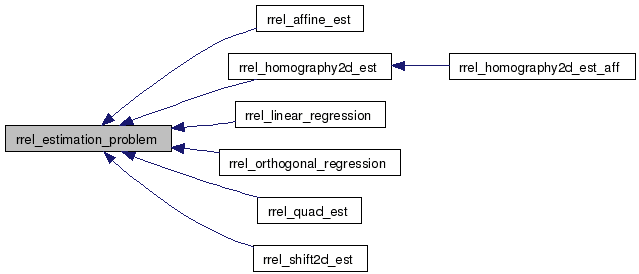 rrel_affine_est
rrel_homography2d_est
rrel_homography2d_est_aff
rrel_linear_regression
rrel_estimation_problem
rrel_orthogonal_regression
rrel_quad_est
rrel_shift2d_est